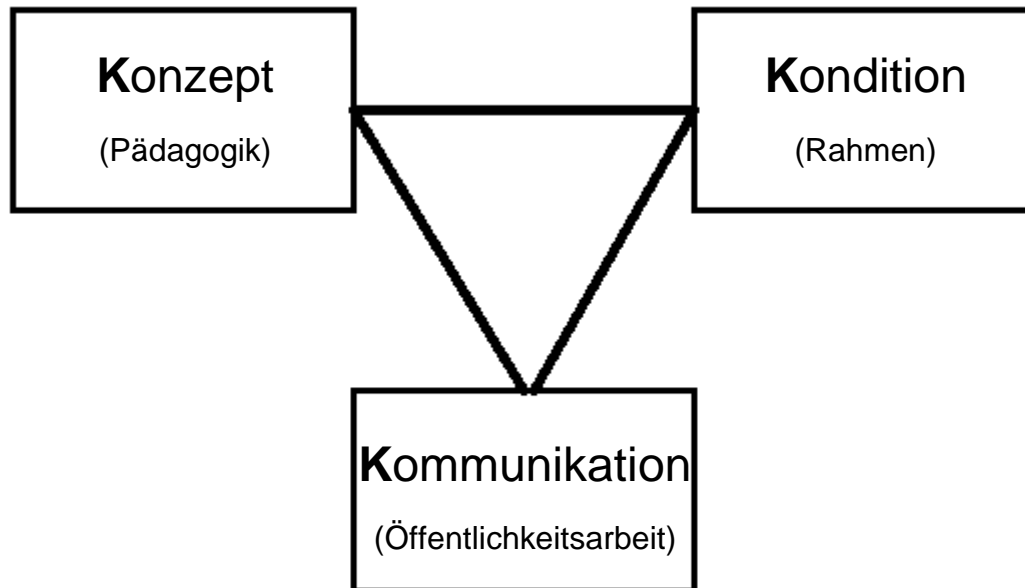 Konzept
(Pädagogik)
Kondition
(Rahmen)
Kommunikation
(Öffentlichkeitsarbeit)